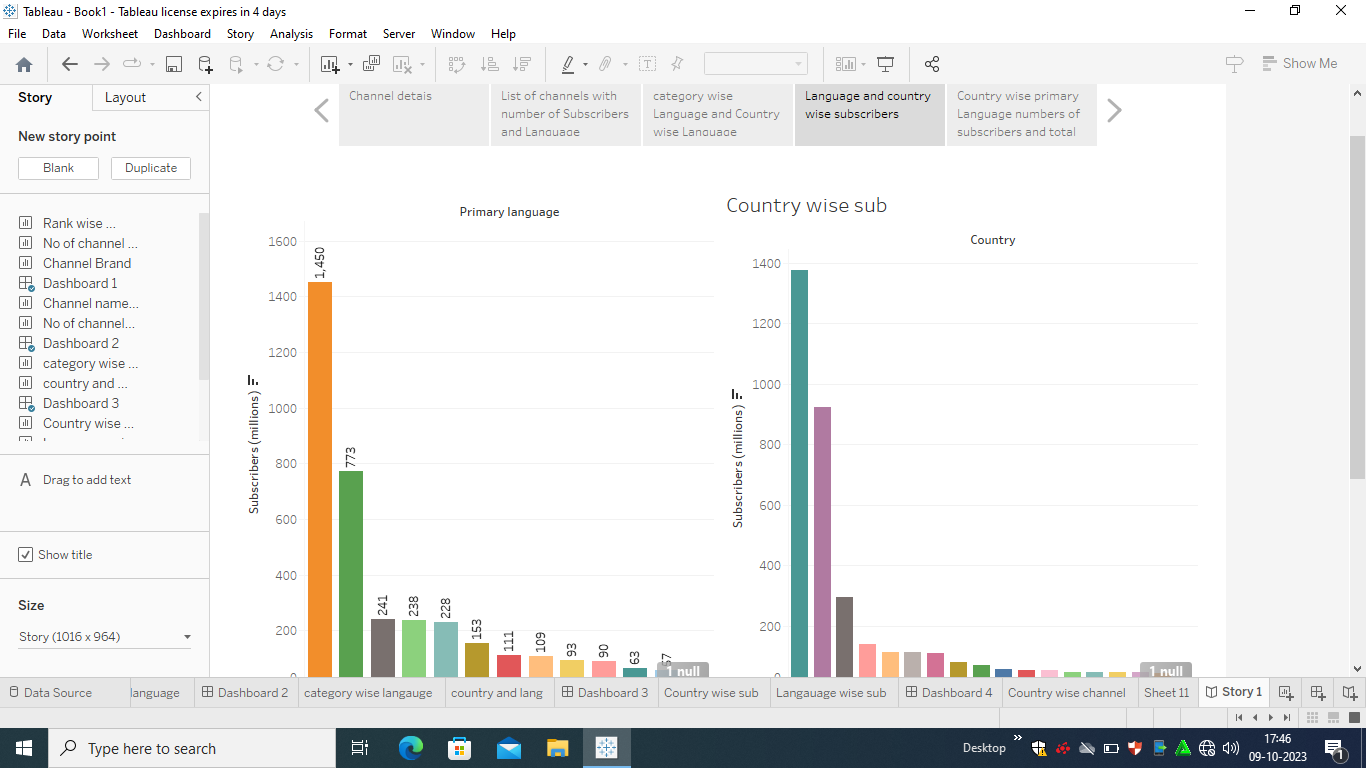 Tableau - Book1 - Tableau license expires in 4 days
File Data Worksheet Dashboard Story Analysis Format Server Window Help
Show Me
Story Layout
New story point
Blank Duplicate
Rank wise ...
No of channel ...
Channel Brand
Dashboard 1
Channel name...
No of channel...
Dashboard 2
category wise ...
country and ...
Dashboard 3
Country wise ...
A Drag to add text
Show title
Size
Story (1016 x 964)
Channel detais
List of channels with
number of Subscribers
and Language
category wise
Language and Country
wise Language
Language and country
wise subscribers
Country wise primary
Language numbers of
subscribers and total
Primary language
Subscribers (millions)
1600
1400
1200
1000
800
600
400
200
0
1,450
773
241
238
228
153
111
109
93
90
63
57
1 null
Country wise sub
Country
Subscribers (millions)
1400
1200
1000
800
600
400
200
0
1 null
Data Source language Dashboard 2 category wise langauge country and lang Dashboard 3 Country wise sub Langauage wise sub Dashboard 4 Country wise channel Sheet 11 Story 1
Type here to search
Desktop
17:46
09-10-2023
1